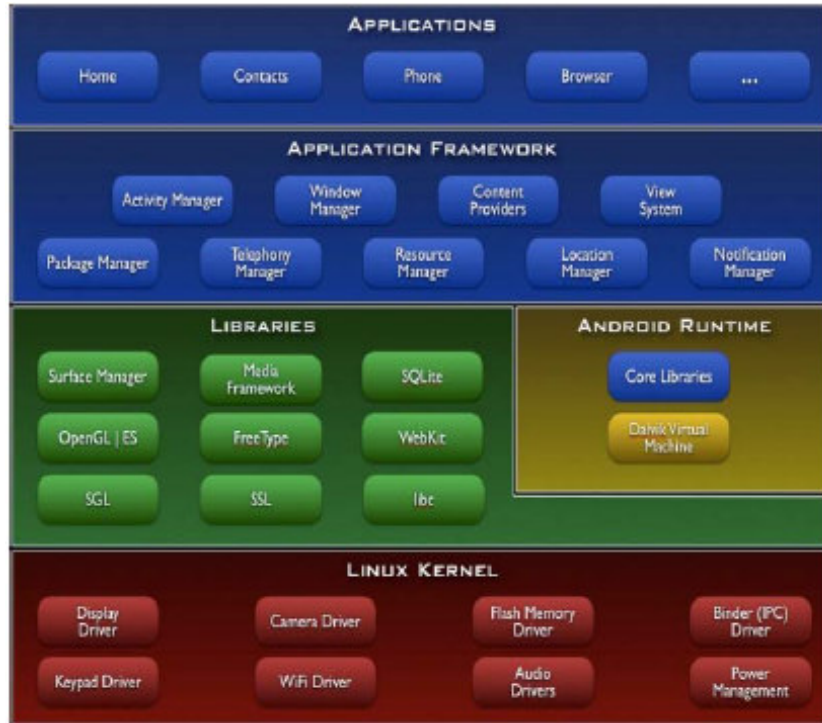 APPLICATIONS
Home Contacts Phone Browser ...
APPLICATION FRAMEWORK
Activity Manager Window Manager Content Providers View System
Package Manager Telephony Manager Resource Manager Location Manager Notification Manager
LIBRARIES
Surface Manager Media Framework SQLite
OpenGL | ES FreeType WebKit
SGL SSL libc
ANDROID RUNTIME
Core Libraries
Dalvik Virtual Machine
LINUX KERNEL
Display Driver Camera Driver Flash Memory Driver Binder (IPC) Driver
Keypad Driver WiFi Driver Audio Drivers Power Management